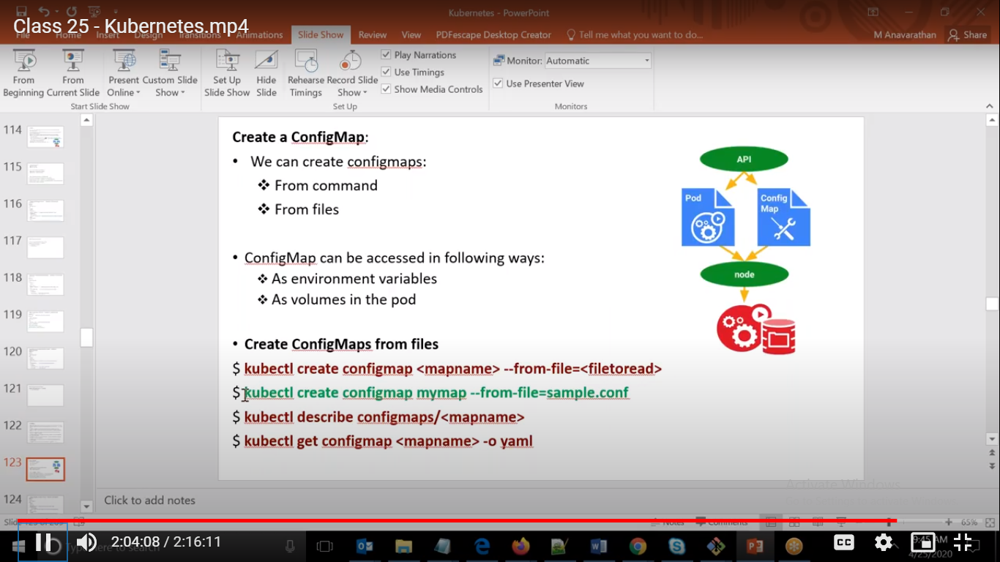 Kubernetes - PowerPoint
Class 25 - Kubernetes.mp4
File Home Insert Design Transitions Animations Slide Show Review View PDFescape Desktop Creator Tell me what you want to do... M Anavarathan Share
From Beginning
From Current Slide
Present Online
Custom Slide Show
Set Up Slide Show
Hide Slide
Rehearse Timings
Record Slide Show
Play Narrations
Use Timings
Show Media Controls
Monitor: Automatic
Use Presenter View
Start Slide Show
Set Up
Monitors
114
115
116
117
118
119
120
121
122
123
124
Create a ConfigMap:
• We can create configmaps:
❖ From command
❖ From files
• ConfigMap can be accessed in following ways:
❖ As environment variables
❖ As volumes in the pod
• Create ConfigMaps from files
$ kubectl create configmap <mapname> --from-file=<filetoread>
$ kubectl create configmap mymap --from-file=sample.conf
$ kubectl describe configmaps/<mapname>
$ kubectl get configmap <mapname> -o yaml
API
Pod
Config
Map
node
Activate Windows
Click to add notes
Notes Comments 65%
2:04:08 / 2:16:11
CC
9:45 AM
4/25/2020